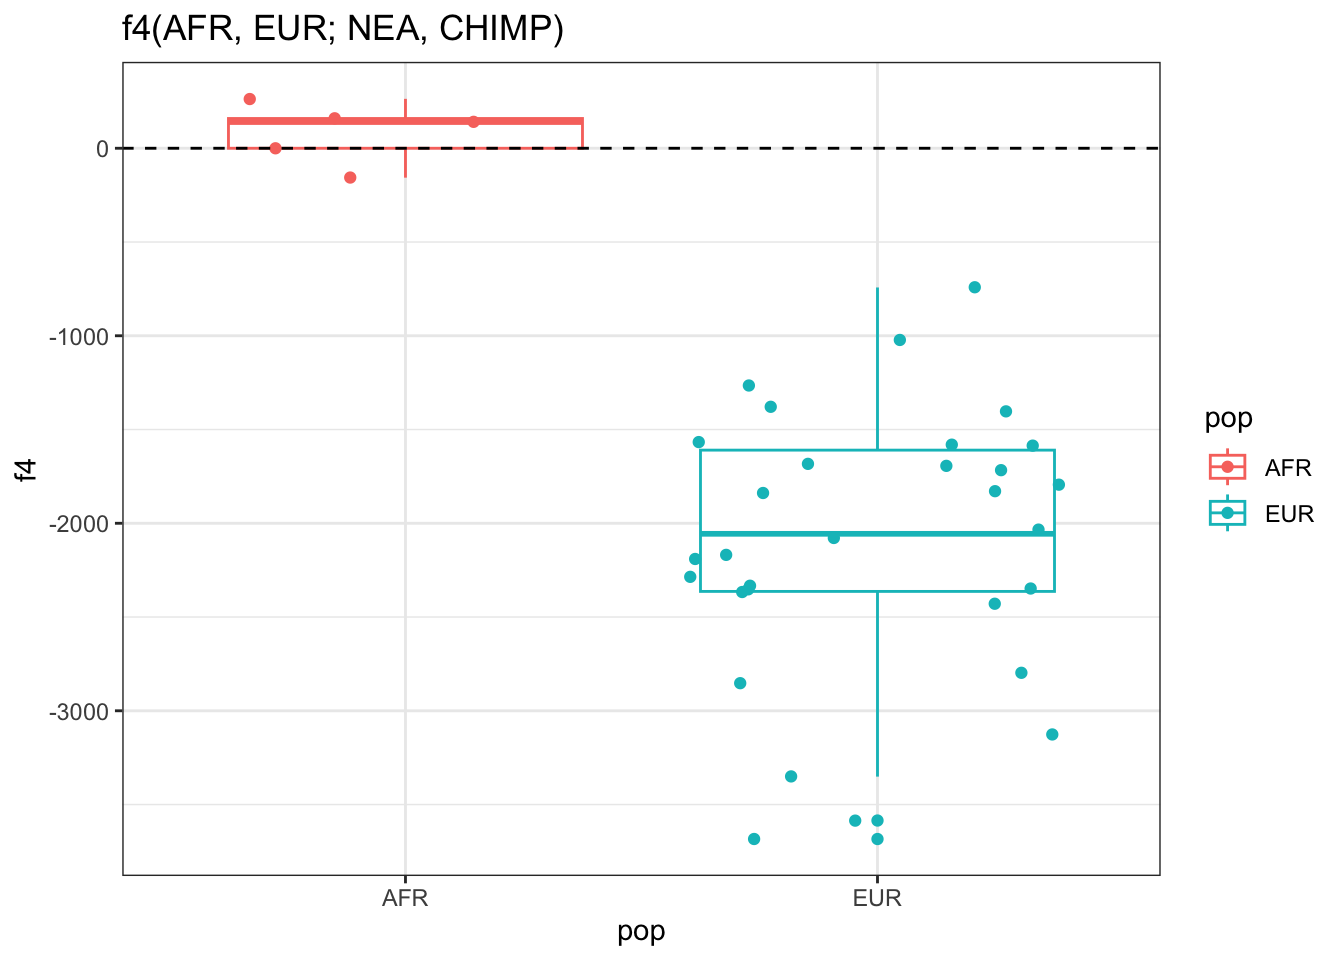 f4(AFR, EUR; NEA, CHIMP)
0
-1000
-2000
-3000
f4
AFR
EUR
pop
pop
AFR
EUR